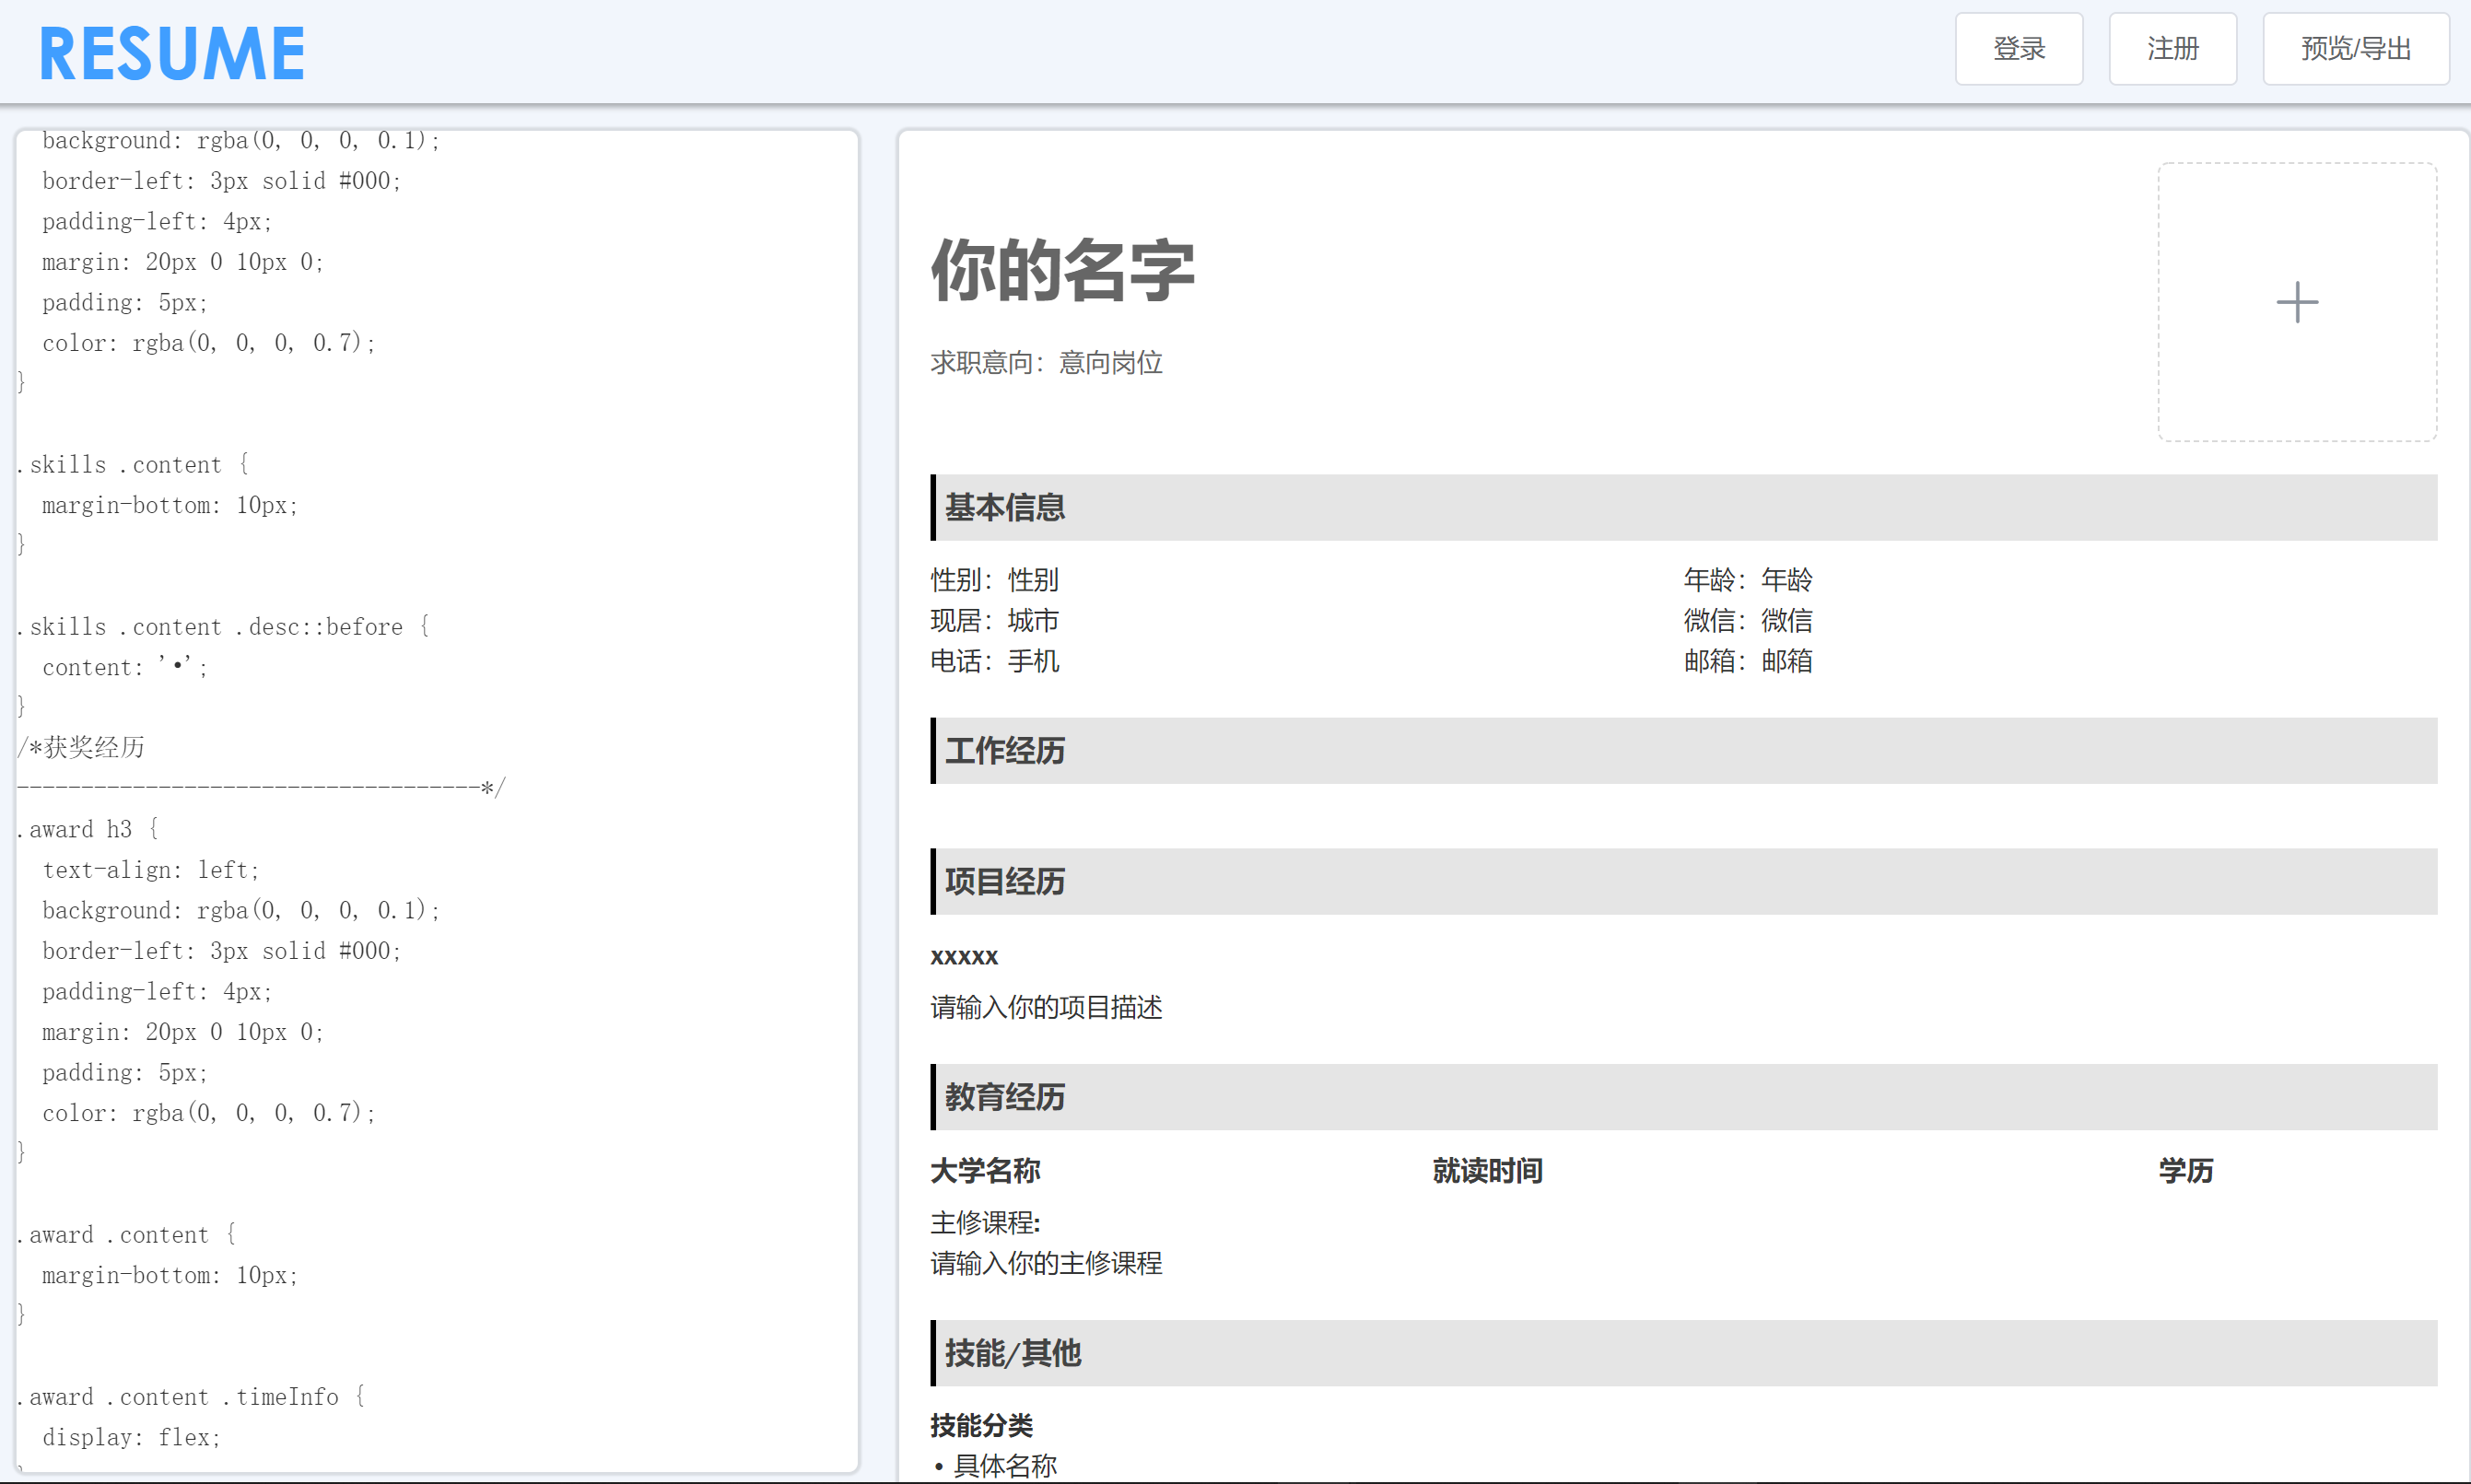 RESUME
登录
注册
预览/导出
background: rgba(0, 0, 0, 0.1);
border-left: 3px solid #000;
padding-left: 4px;
margin: 20px 0 10px 0;
padding: 5px;
color: rgba(0, 0, 0, 0.7);
}
.skills .content {
margin-bottom: 10px;
}
.skills .content .desc::before {
content: '•';
}
/*获奖经历
------------------------------------*/
.award h3 {
text-align: left;
background: rgba(0, 0, 0, 0.1);
border-left: 3px solid #000;
padding-left: 4px;
margin: 20px 0 10px 0;
padding: 5px;
color: rgba(0, 0, 0, 0.7);
}
.award .content {
margin-bottom: 10px;
}
.award .content .timeInfo {
display: flex;
你的名字
求职意向：意向岗位
基本信息
性别：性别
年龄：年龄
现居：城市
微信：微信
电话：手机
邮箱：邮箱
工作经历
项目经历
xxxxx
请输入你的项目描述
教育经历
大学名称 就读时间 学历
主修课程:
请输入你的主修课程
技能/其他
技能分类
• 具体名称